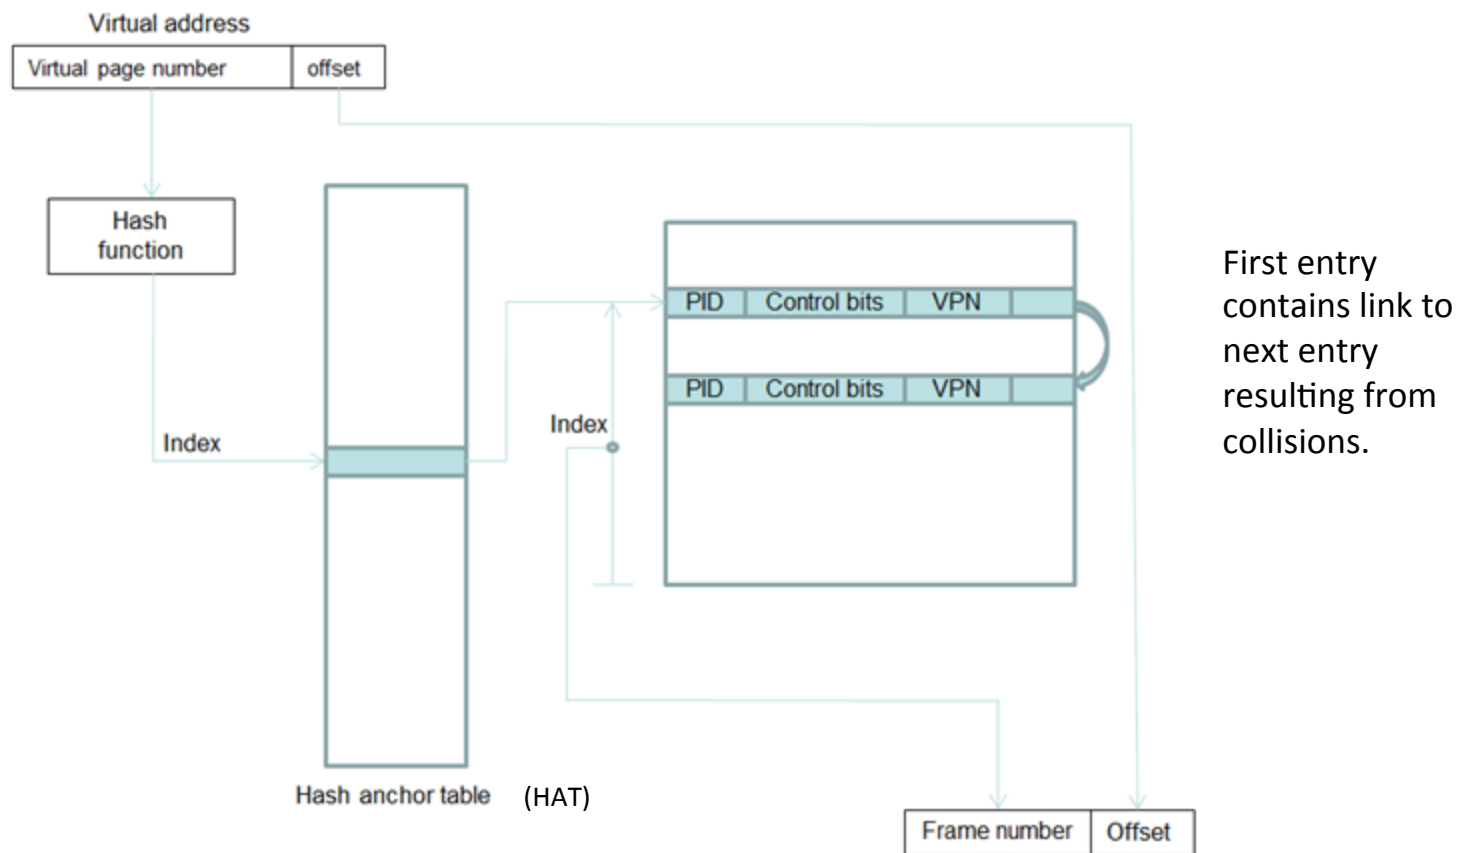 Virtual address
Virtual page number
offset
Hash
function
PID
Control bits
VPN
PID
Control bits
VPN
First entry
contains link to
next entry
resulting from
collisions.
Index
Index
Hash anchor table
(HAT)
Frame number
Offset